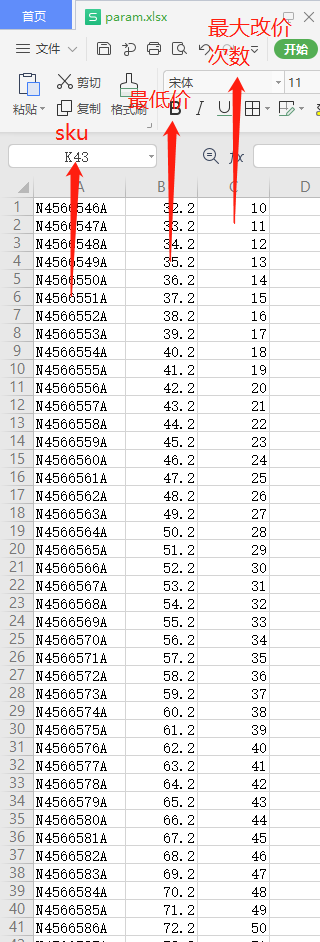 首页
S param.xlsx
最大改价
次数
文件
开始
剪切
粘贴
复制
格式刷
宋体
11
最低价
B I U
sku
K43
fx
A B C D
1 N4566546A 32.2 10
2 N4566547A 33.2 11
3 N4566548A 34.2 12
4 N4566549A 35.2 13
5 N4566550A 36.2 14
6 N4566551A 37.2 15
7 N4566552A 38.2 16
8 N4566553A 39.2 17
9 N4566554A 40.2 18
10 N4566555A 41.2 19
11 N4566556A 42.2 20
12 N4566557A 43.2 21
13 N4566558A 44.2 22
14 N4566559A 45.2 23
15 N4566560A 46.2 24
16 N4566561A 47.2 25
17 N4566562A 48.2 26
18 N4566563A 49.2 27
19 N4566564A 50.2 28
20 N4566565A 51.2 29
21 N4566566A 52.2 30
22 N4566567A 53.2 31
23 N4566568A 54.2 32
24 N4566569A 55.2 33
25 N4566570A 56.2 34
26 N4566571A 57.2 35
27 N4566572A 58.2 36
28 N4566573A 59.2 37
29 N4566574A 60.2 38
30 N4566575A 61.2 39
31 N4566576A 62.2 40
32 N4566577A 63.2 41
33 N4566578A 64.2 42
34 N4566579A 65.2 43
35 N4566580A 66.2 44
36 N4566581A 67.2 45
37 N4566582A 68.2 46
38 N4566583A 69.2 47
39 N4566584A 70.2 48
40 N4566585A 71.2 49
41 N4566586A 72.2 50